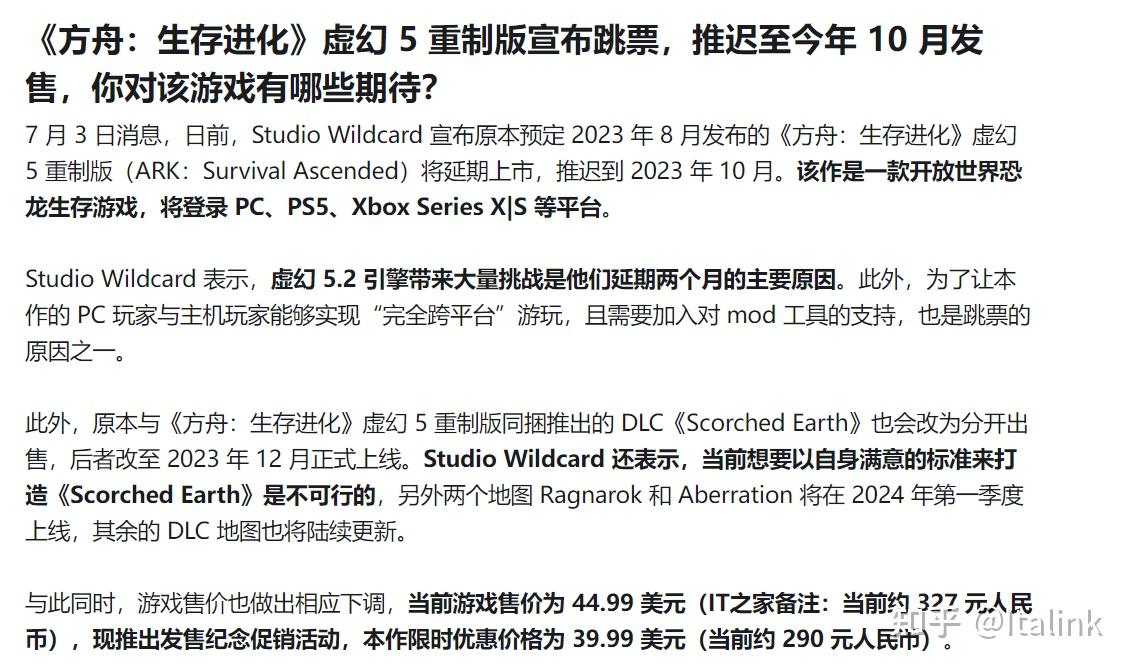 《方舟：生存进化》虚幻 5 重制版宣布跳票，推迟至今年 10 月发
售，你对该游戏有哪些期待？
7 月 3 日消息，日前，Studio Wildcard 宣布原本预定 2023 年 8 月发布的《方舟：生存进化》虚幻
5 重制版（ARK：Survival Ascended）将延期上市，推迟到 2023 年 10 月。该作是一款开放世界恐
龙生存游戏，将登录 PC、PS5、Xbox Series X|S 等平台。
Studio Wildcard 表示，虚幻 5.2 引擎带来大量挑战是他们延期两个月的主要原因。此外，为了让本
作的 PC 玩家与主机玩家能够实现“完全跨平台”游玩，且需要加入对 mod 工具的支持，也是跳票的
原因之一。
此外，原本与《方舟：生存进化》虚幻 5 重制版同捆推出的 DLC《Scorched Earth》也会改为分开出
售，后者改至 2023 年 12 月正式上线。Studio Wildcard 还表示，当前想要以自身满意的标准来打
造《Scorched Earth》是不可行的，另外两个地图 Ragnarok 和 Aberration 将在 2024 年第一季度
上线，其余的 DLC 地图也将陆续更新。
与此同时，游戏售价也做出相应下调，当前游戏售价为 44.99 美元（IT之家备注：当前约 327 元人民
币），现推出发售纪念促销活动，本作限时优惠价格为 39.99 美元（当前约 290 元人民币）。
知乎 @Italink